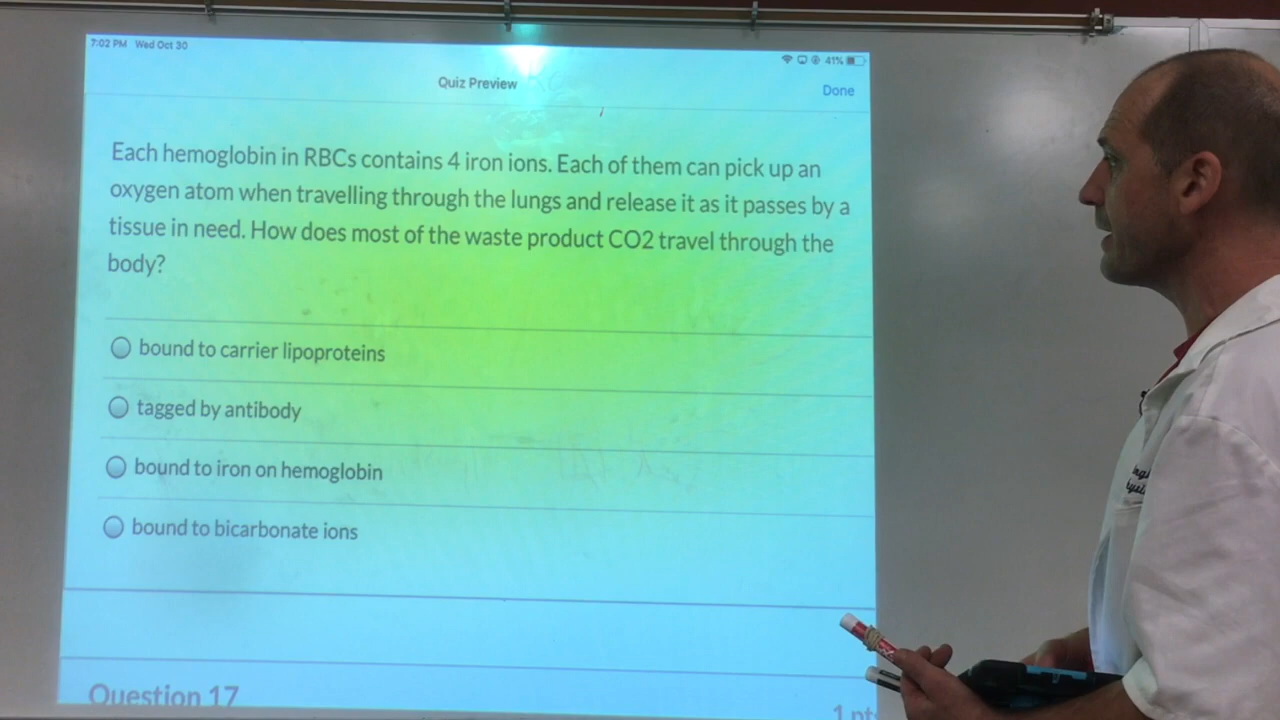 7:02 PM Wed Oct 30
41%
Quiz Preview
Done
Each hemoglobin in RBCs contains 4 iron ions. Each of them can pick up an
oxygen atom when travelling through the lungs and release it as it passes by a
tissue in need. How does most of the waste product CO2 travel through the
body?
bound to carrier lipoproteins
tagged by antibody
bound to iron on hemoglobin
bound to bicarbonate ions
Question 17